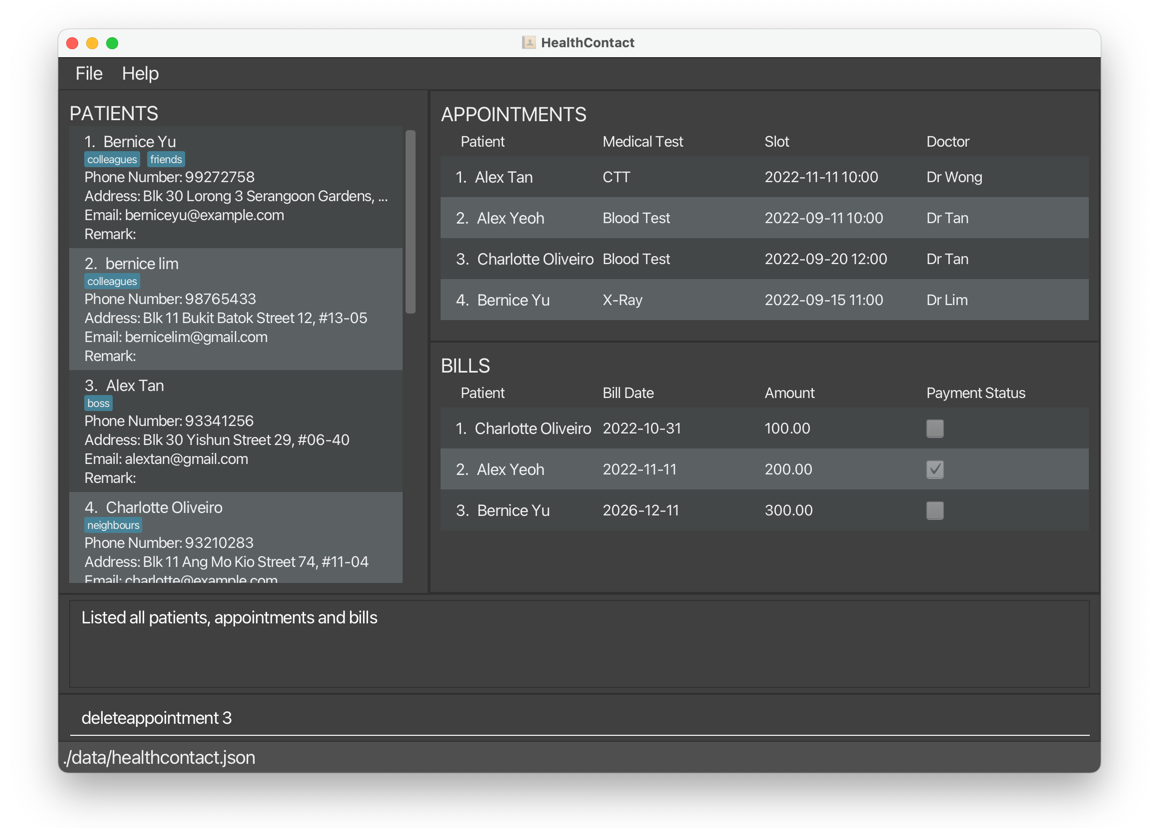 HealthContact
File Help
PATIENTS
1. Bernice Yu
colleagues friends
Phone Number: 99272758
Address: Blk 30 Lorong 3 Serangoon Gardens, ...
Email: berniceyu@example.com
Remark:
2. bernice lim
colleagues
Phone Number: 98765433
Address: Blk 11 Bukit Batok Street 12, #13-05
Email: bernicelim@gmail.com
Remark:
3. Alex Tan
boss
Phone Number: 93341256
Address: Blk 30 Yishun Street 29, #06-40
Email: alextan@gmail.com
Remark:
4. Charlotte Oliveiro
neighbours
Phone Number: 93210283
Address: Blk 11 Ang Mo Kio Street 74, #11-04
Email: charlotte@example.com
APPOINTMENTS
Patient Medical Test Slot Doctor
1. Alex Tan CTT 2022-11-11 10:00 Dr Wong
2. Alex Yeoh Blood Test 2022-09-11 10:00 Dr Tan
3. Charlotte Oliveiro Blood Test 2022-09-20 12:00 Dr Tan
4. Bernice Yu X-Ray 2022-09-15 11:00 Dr Lim
BILLS
Patient Bill Date Amount Payment Status
1. Charlotte Oliveiro 2022-10-31 100.00
2. Alex Yeoh 2022-11-11 200.00
3. Bernice Yu 2026-12-11 300.00
Listed all patients, appointments and bills
deleteappointment 3
./data/healthcontact.json